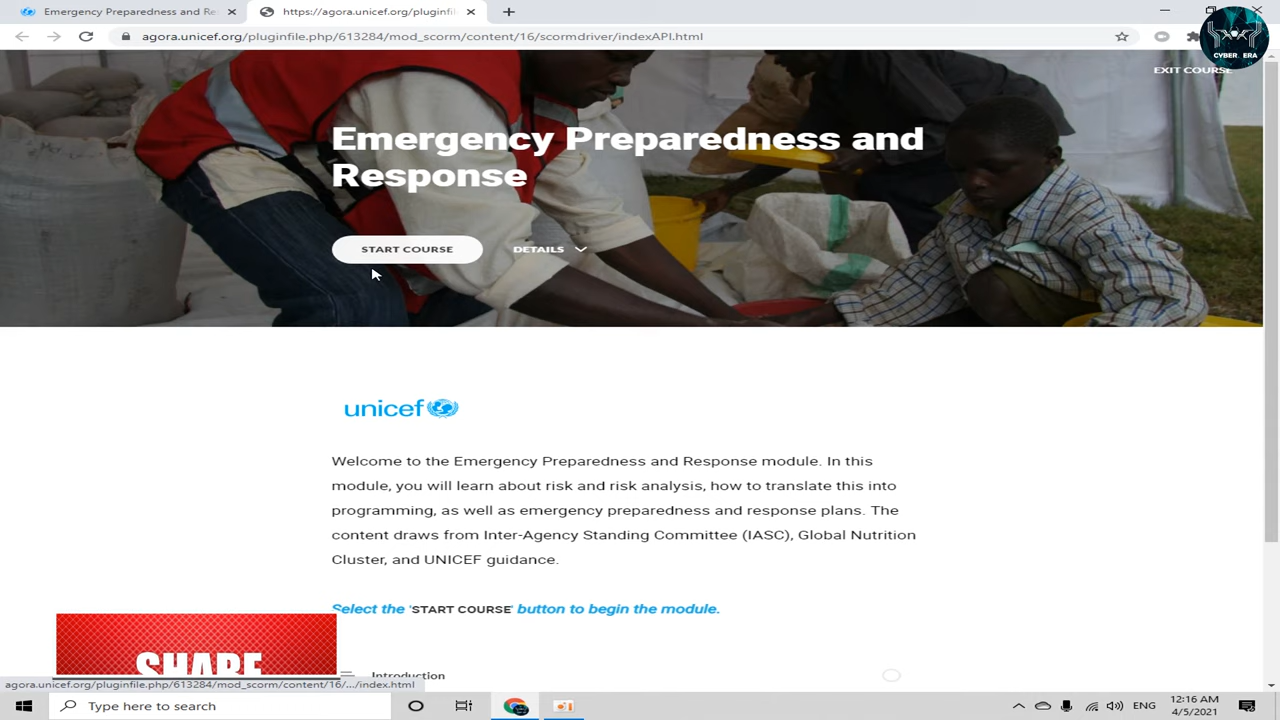 Emergency Preparedness and Re
https://agora.unicef.org/pluginfile
agora.unicef.org/pluginfile.php/613284/mod_scorm/content/16/scormdriver/indexAPI.html
CYBER ERA
EXIT COURSE
Emergency Preparedness and
Response
START COURSE
DETAILS
unicef
Welcome to the Emergency Preparedness and Response module. In this
module, you will learn about risk and risk analysis, how to translate this into
programming, as well as emergency preparedness and response plans. The
content draws from Inter-Agency Standing Committee (IASC), Global Nutrition
Cluster, and UNICEF guidance.
Select the 'START COURSE' button to begin the module.
SHARE
Introduction
agora.unicef.org/pluginfile.php/613284/mod_scorm/content/16/.../index.html
Type here to search
ENG
12:16 AM
4/5/2021